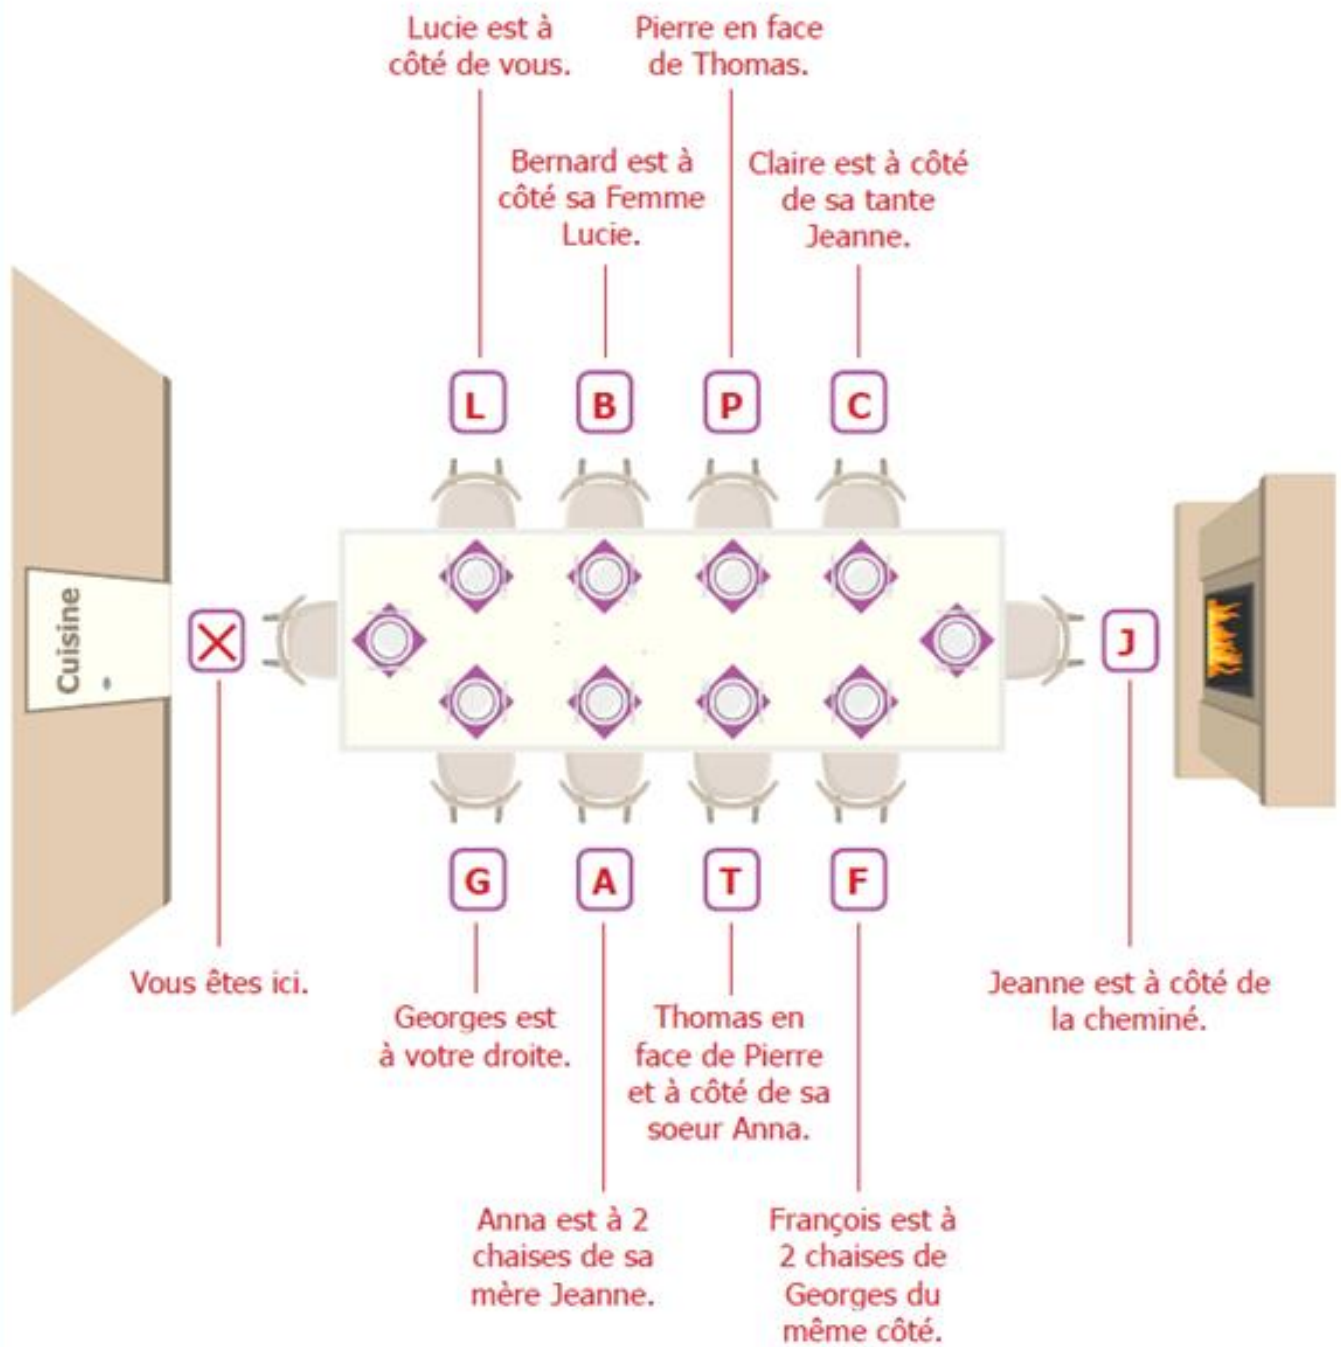 Lucie est à
côté de vous.
Pierre en face
de Thomas.
Bernard est à
côté sa Femme
Lucie.
Claire est à côté
de sa tante
Jeanne.
L
B
P
C
Cuisine
X
J
G
A
T
F
Vous êtes ici.
Georges est
à votre droite.
Thomas en
face de Pierre
et à côté de sa
soeur Anna.
Jeanne est à côté de
la cheminé.
Anna est à 2
chaises de sa
mère Jeanne.
François est à
2 chaises de
Georges du
même côté.